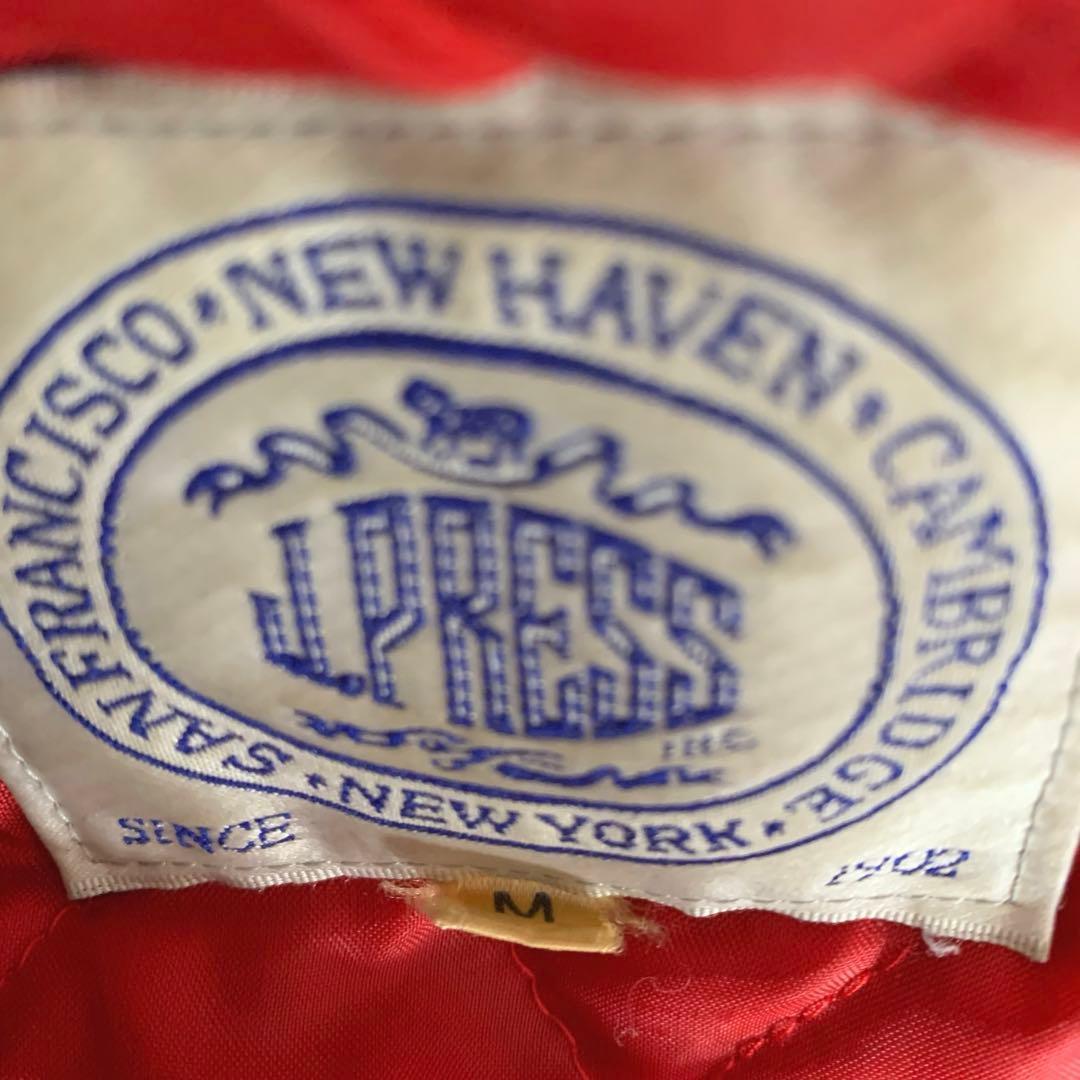 NEW HAVEN • CAMBRIDGE • NEW YORK • SAN FRANCISCO •
J. PRESS
INC
SINCE 1902
M